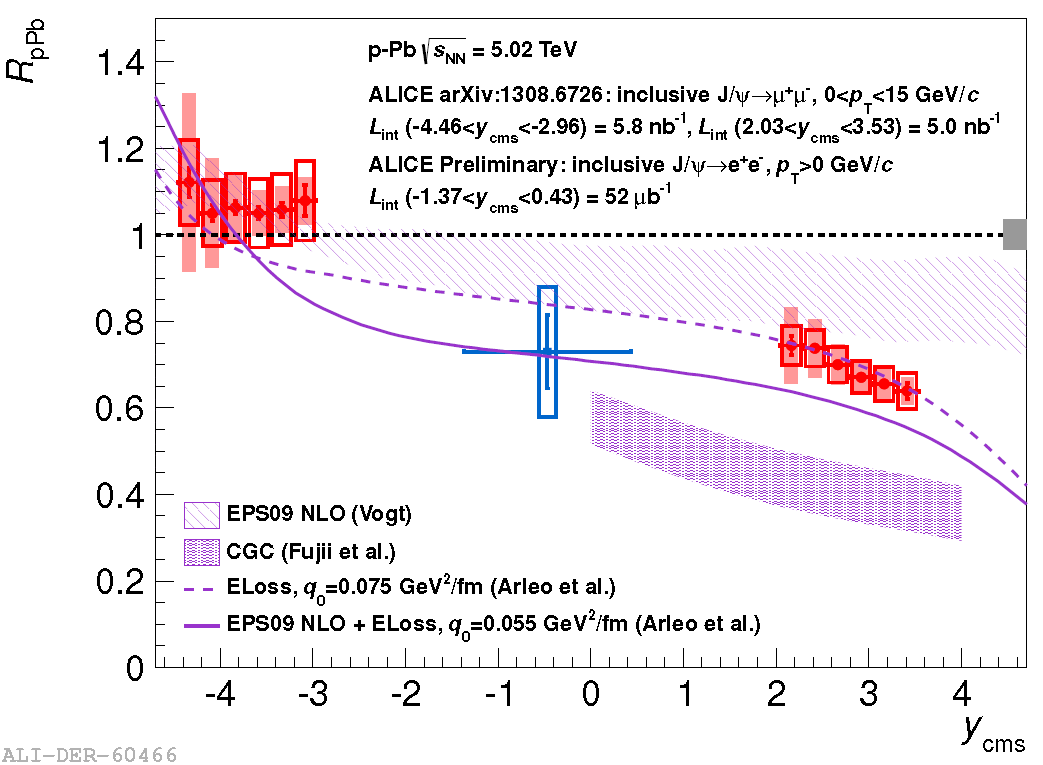 R_pPb
1.4
1.2
1
0.8
0.6
0.4
0.2
0
p-Pb √s_NN = 5.02 TeV
ALICE arXiv:1308.6726: inclusive J/ψ→μ⁺μ⁻, 0<p_T<15 GeV/c
L_int (-4.46<y_cms<-2.96) = 5.8 nb⁻¹, L_int (2.03<y_cms<3.53) = 5.0 nb⁻¹
ALICE Preliminary: inclusive J/ψ→e⁺e⁻, p_T>0 GeV/c
L_int (-1.37<y_cms<0.43) = 52 μb⁻¹
EPS09 NLO (Vogt)
CGC (Fujii et al.)
ELoss, q_0=0.075 GeV²/fm (Arleo et al.)
EPS09 NLO + ELoss, q_0=0.055 GeV²/fm (Arleo et al.)
-4 -3 -2 -1 0 1 2 3 4
y_cms
ALI-DER-60466